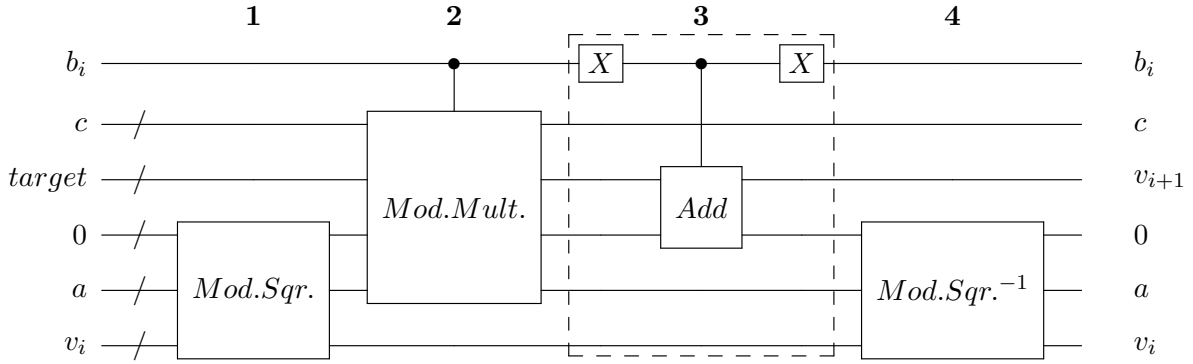 1 2 3 4
b_i X X b_i
c c
target v_{i+1}
Mod.Mult. Add
0 0
Mod.Sqr. Mod.Sqr.^{-1}
a a
v_i v_i